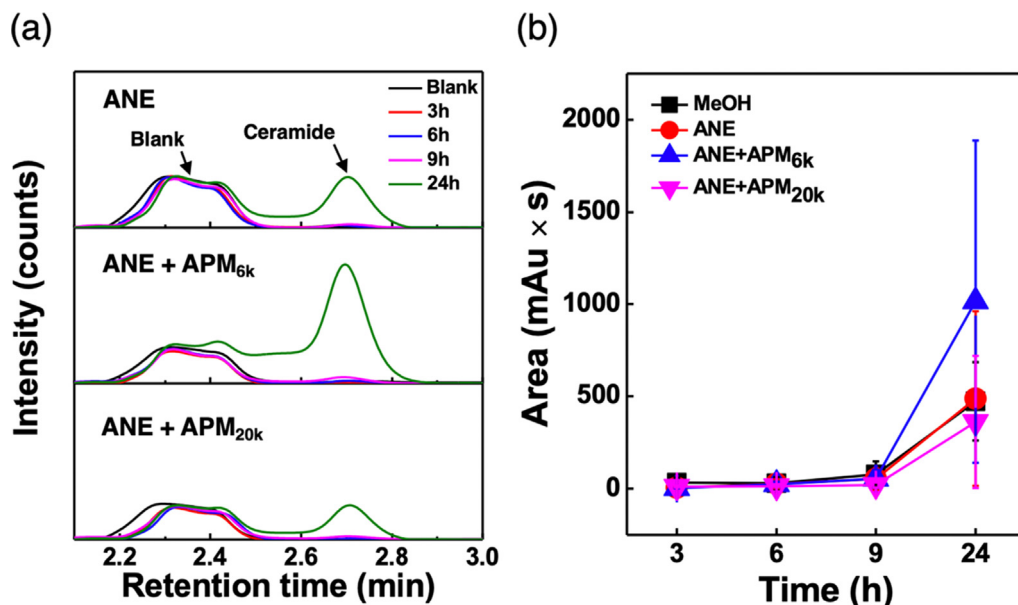 (a)
ANE
Blank
Ceramide
Blank
3h
6h
9h
24h
ANE + APM6k
ANE + APM20k
Intensity (counts)
2.2 2.4 2.6 2.8 3.0
Retention time (min)
(b)
MeOH
ANE
ANE+APM6k
ANE+APM20k
2000
1500
1000
500
0
Area (mAu × s)
3 6 9 24
Time (h)